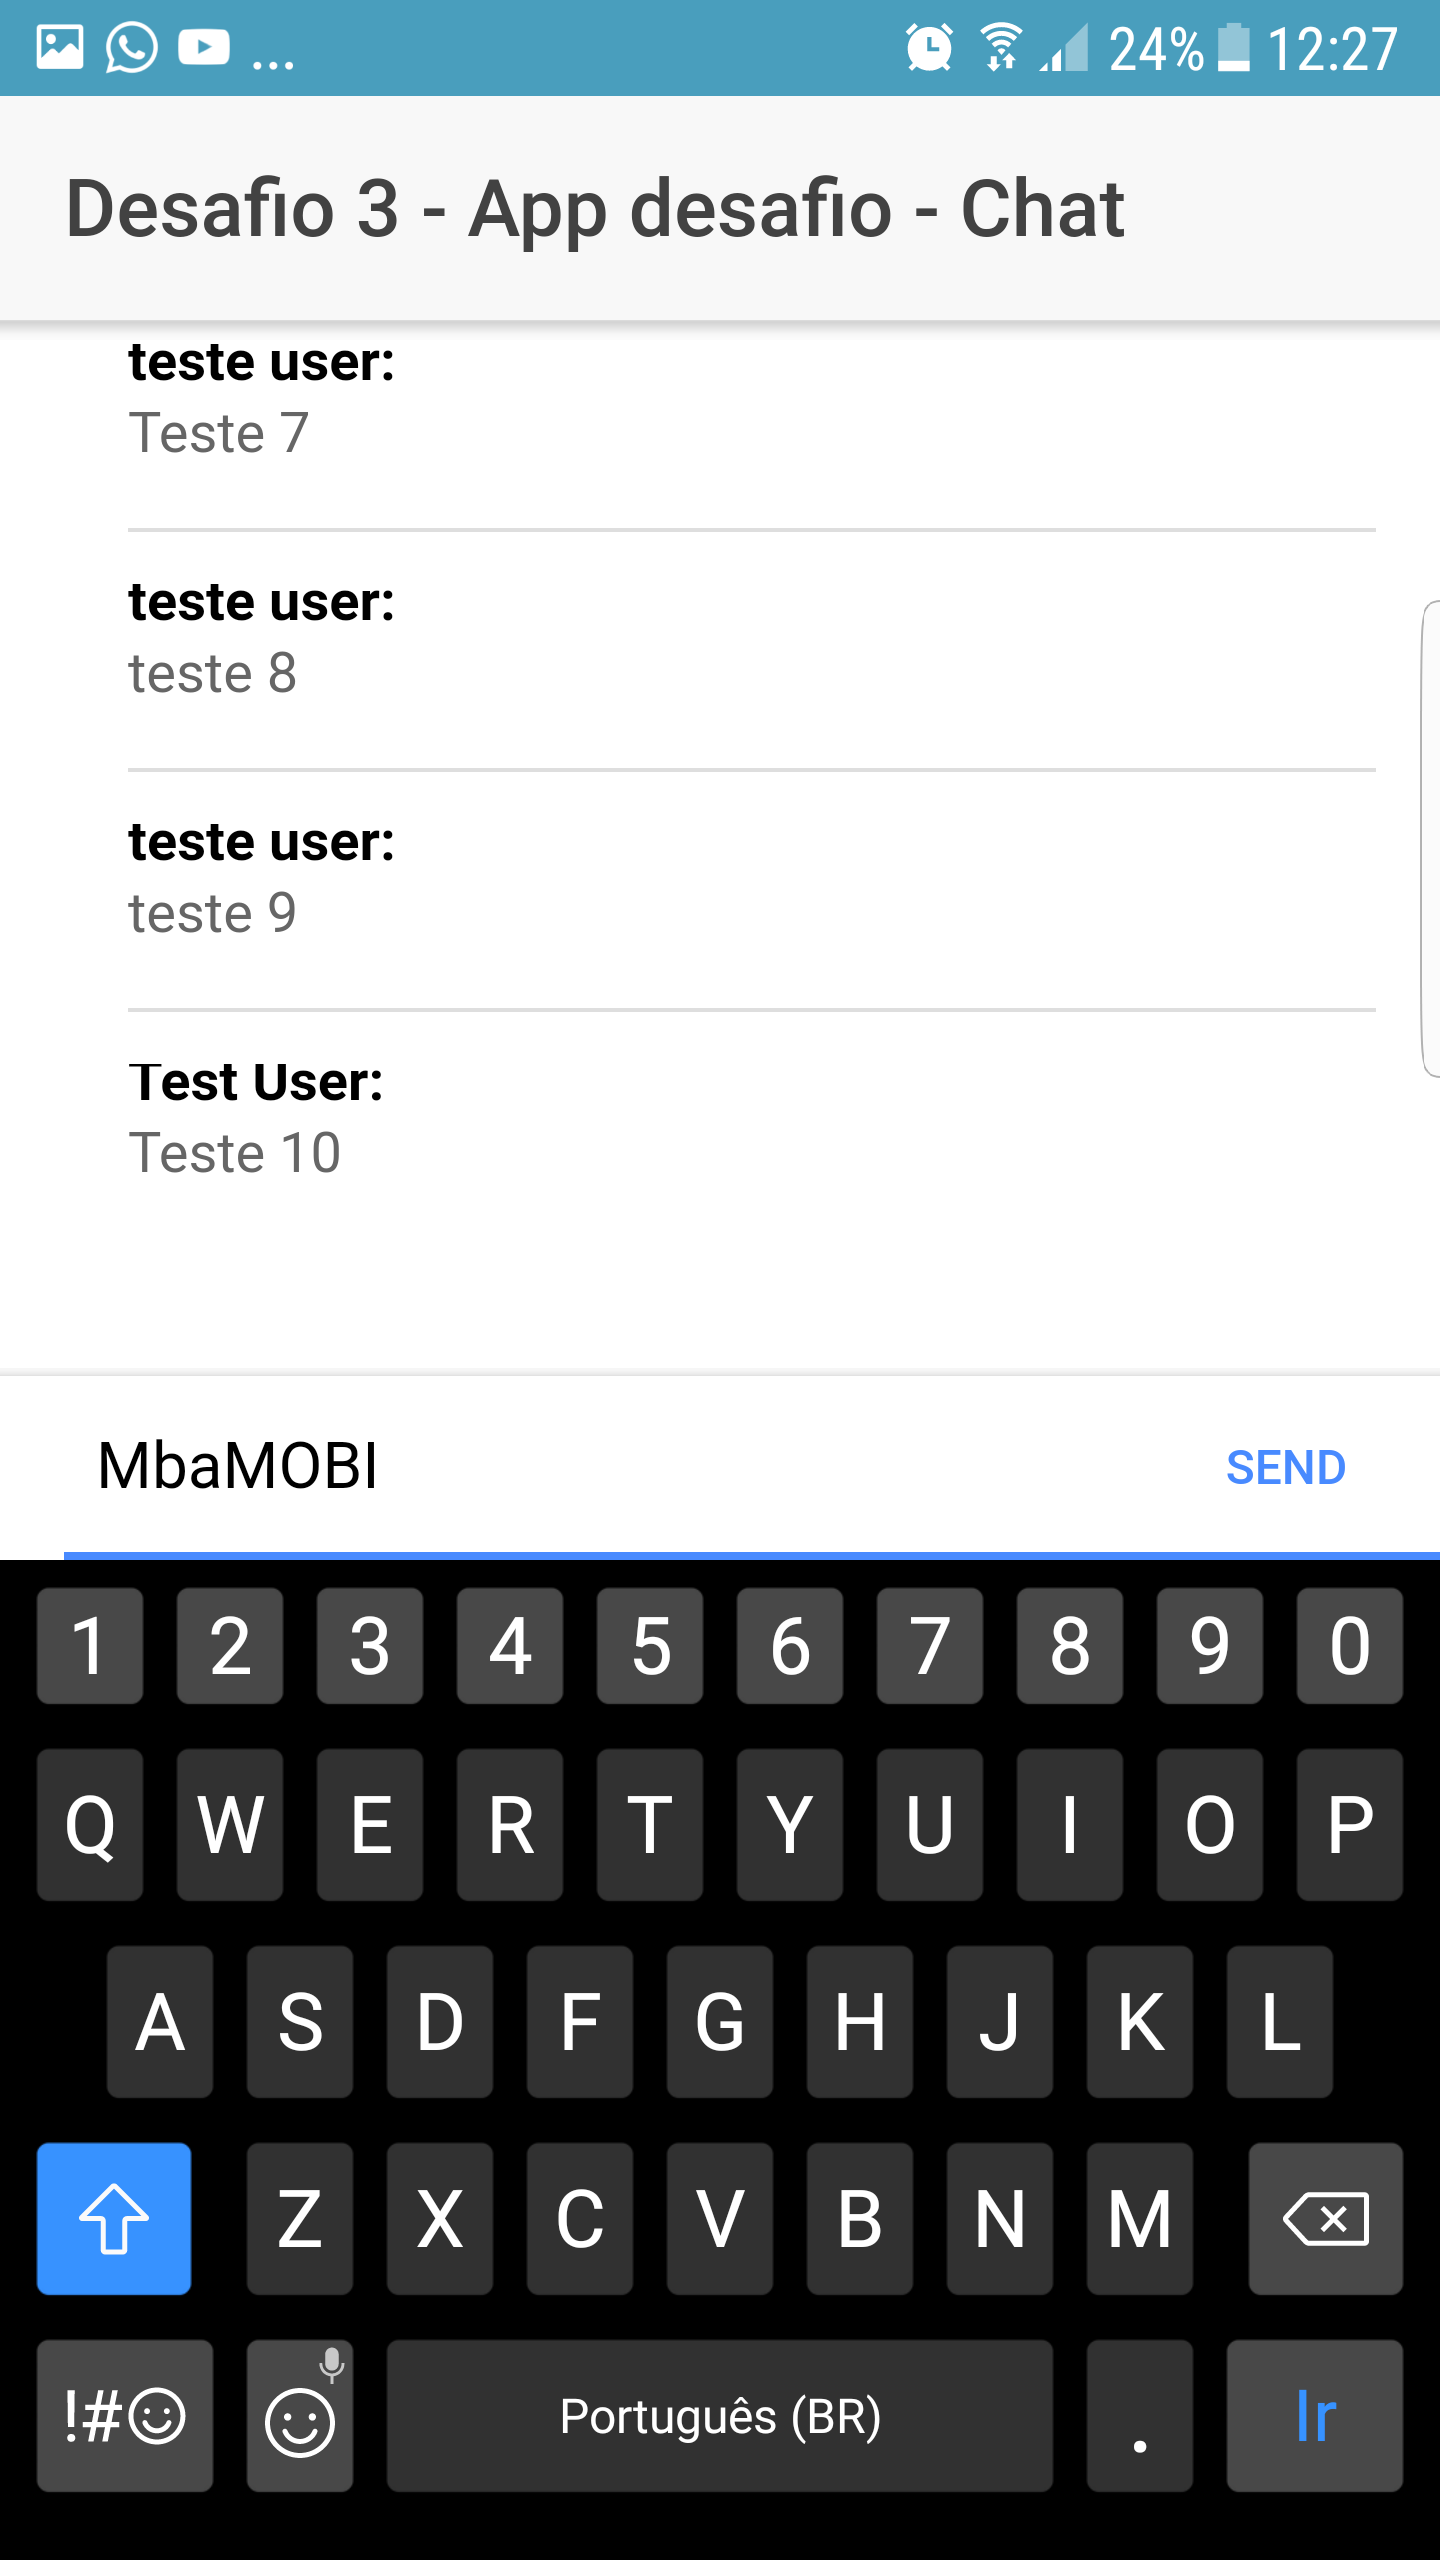 ... 24% 12:27
Desafio 3 - App desafio - Chat
teste user:
Teste 7
teste user:
teste 8
teste user:
teste 9
Test User:
Teste 10
MbaMOBI SEND
1 2 3 4 5 6 7 8 9 0
Q W E R T Y U I O P
A S D F G H J K L
Z X C V B N M
!# Português (BR) . Ir